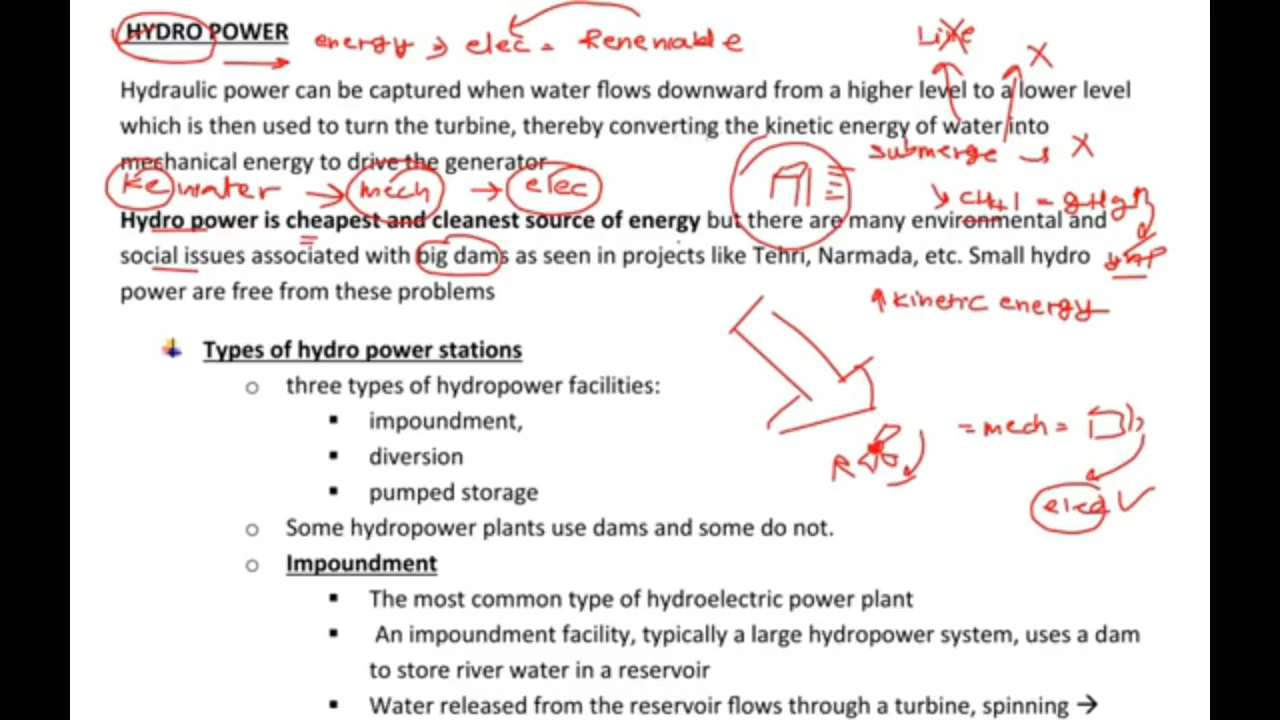 HYDRO POWER
energy ⇒ elec = Renewable
X
Hydraulic power can be captured when water flows downward from a higher level to a lower level
which is then used to turn the turbine, thereby converting the kinetic energy of water into
mechanical energy to drive the generator
submerge → X
Ke water → mech → elec
Hydro power is cheapest and cleanest source of energy but there are many environmental and
social issues associated with big dams as seen in projects like Tehri, Narmada, etc. Small hydro
power are free from these problems
↑ kinetic energy
Types of hydro power stations
o three types of hydropower facilities:
▪ impoundment,
▪ diversion
= mech =
▪ pumped storage
elec ✓
o Some hydropower plants use dams and some do not.
o Impoundment
▪ The most common type of hydroelectric power plant
▪ An impoundment facility, typically a large hydropower system, uses a dam
to store river water in a reservoir
▪ Water released from the reservoir flows through a turbine, spinning →